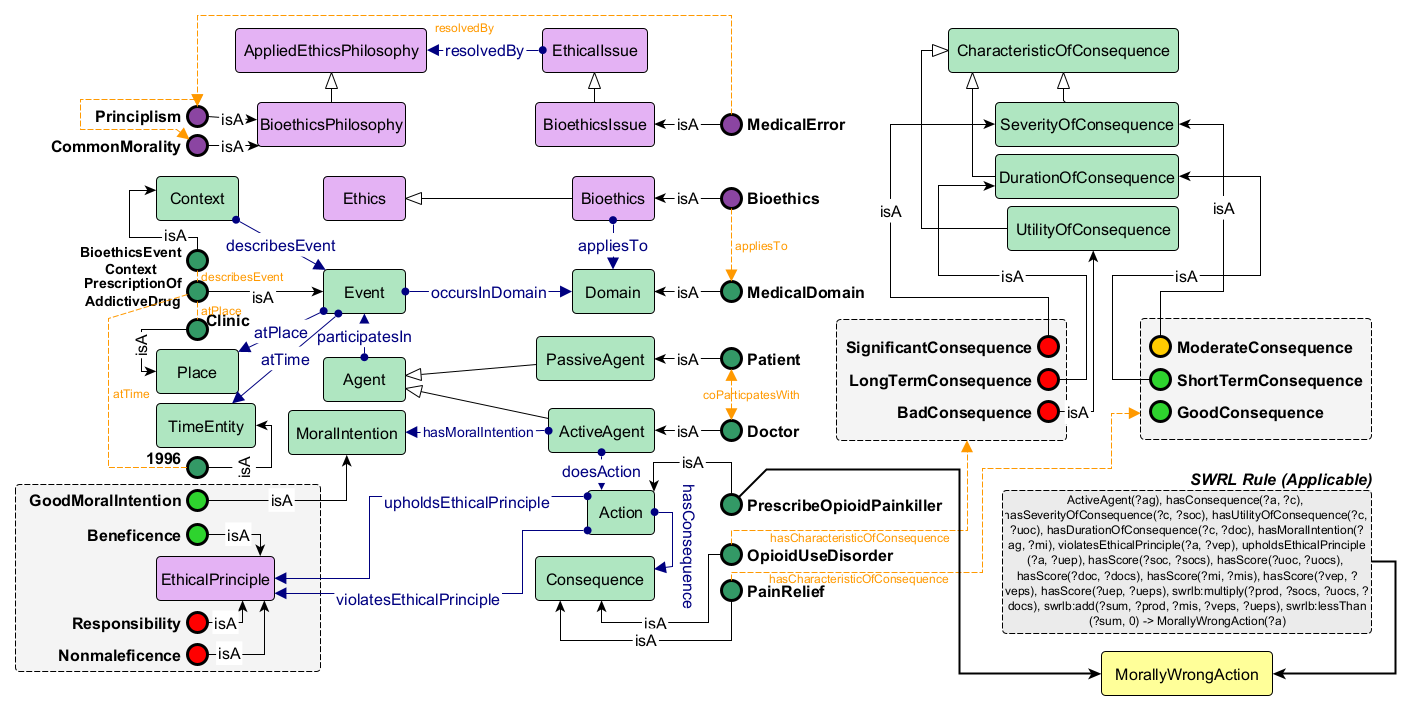 resolvedBy
AppliedEthicsPhilosophy
resolvedBy
EthicalIssue
CharacteristicOfConsequence
Principlism
isA
BioethicsPhilosophy
BioethicsIssue
isA
MedicalError
SeverityOfConsequence
CommonMorality
isA
DurationOfConsequence
Context
Ethics
Bioethics
isA
Bioethics
isA
isA
UtilityOfConsequence
isA
describesEvent
appliesTo
appliesTo
BioethicsEvent
Context
describesEvent
isA
isA
PrescriptionOf
AddictiveDrug
isA
Event
occursInDomain
Domain
isA
MedicalDomain
atPlace
Clinic
atPlace
participatesIn
isA
atTime
SignificantConsequence
ModerateConsequence
Place
Agent
PassiveAgent
isA
Patient
LongTermConsequence
ShortTermConsequence
atTime
coParticpatesWith
BadConsequence
isA
GoodConsequence
TimeEntity
MoralIntention
hasMoralIntention
ActiveAgent
isA
Doctor
1996
isA
doesAction
isA
SWRL Rule (Applicable)
GoodMoralIntention
isA
upholdsEthicalPrinciple
Action
hasConsequence
PrescribeOpioidPainkiller
ActiveAgent(?ag), hasConsequence(?a, ?c),
hasSeverityOfConsequence(?c, ?soc), hasUtilityOfConsequence(?c,
?uoc), hasDurationOfConsequence(?c, ?doc), hasMoralIntention(?
ag, ?mi), violatesEthicalPrinciple(?a, ?vep), upholdsEthicalPrinciple
(?a, ?uep), hasScore(?soc, ?socs), hasScore(?uoc, ?uocs),
hasScore(?doc, ?docs), hasScore(?mi, ?mis), hasScore(?vep, ?
veps), hasScore(?uep, ?ueps), swrlb:multiply(?prod, ?socs, ?uocs, ?
docs), swrlb:add(?sum, ?prod, ?mis, ?veps, ?ueps), swrlb:lessThan
(?sum, 0) -> MorallyWrongAction(?a)
Beneficence
isA
hasCharacteristicOfConsequence
OpioidUseDisorder
EthicalPrinciple
Consequence
hasCharacteristicOfConsequence
PainRelief
violatesEthicalPrinciple
Responsibility
isA
isA
isA
Nonmaleficence
isA
MorallyWrongAction